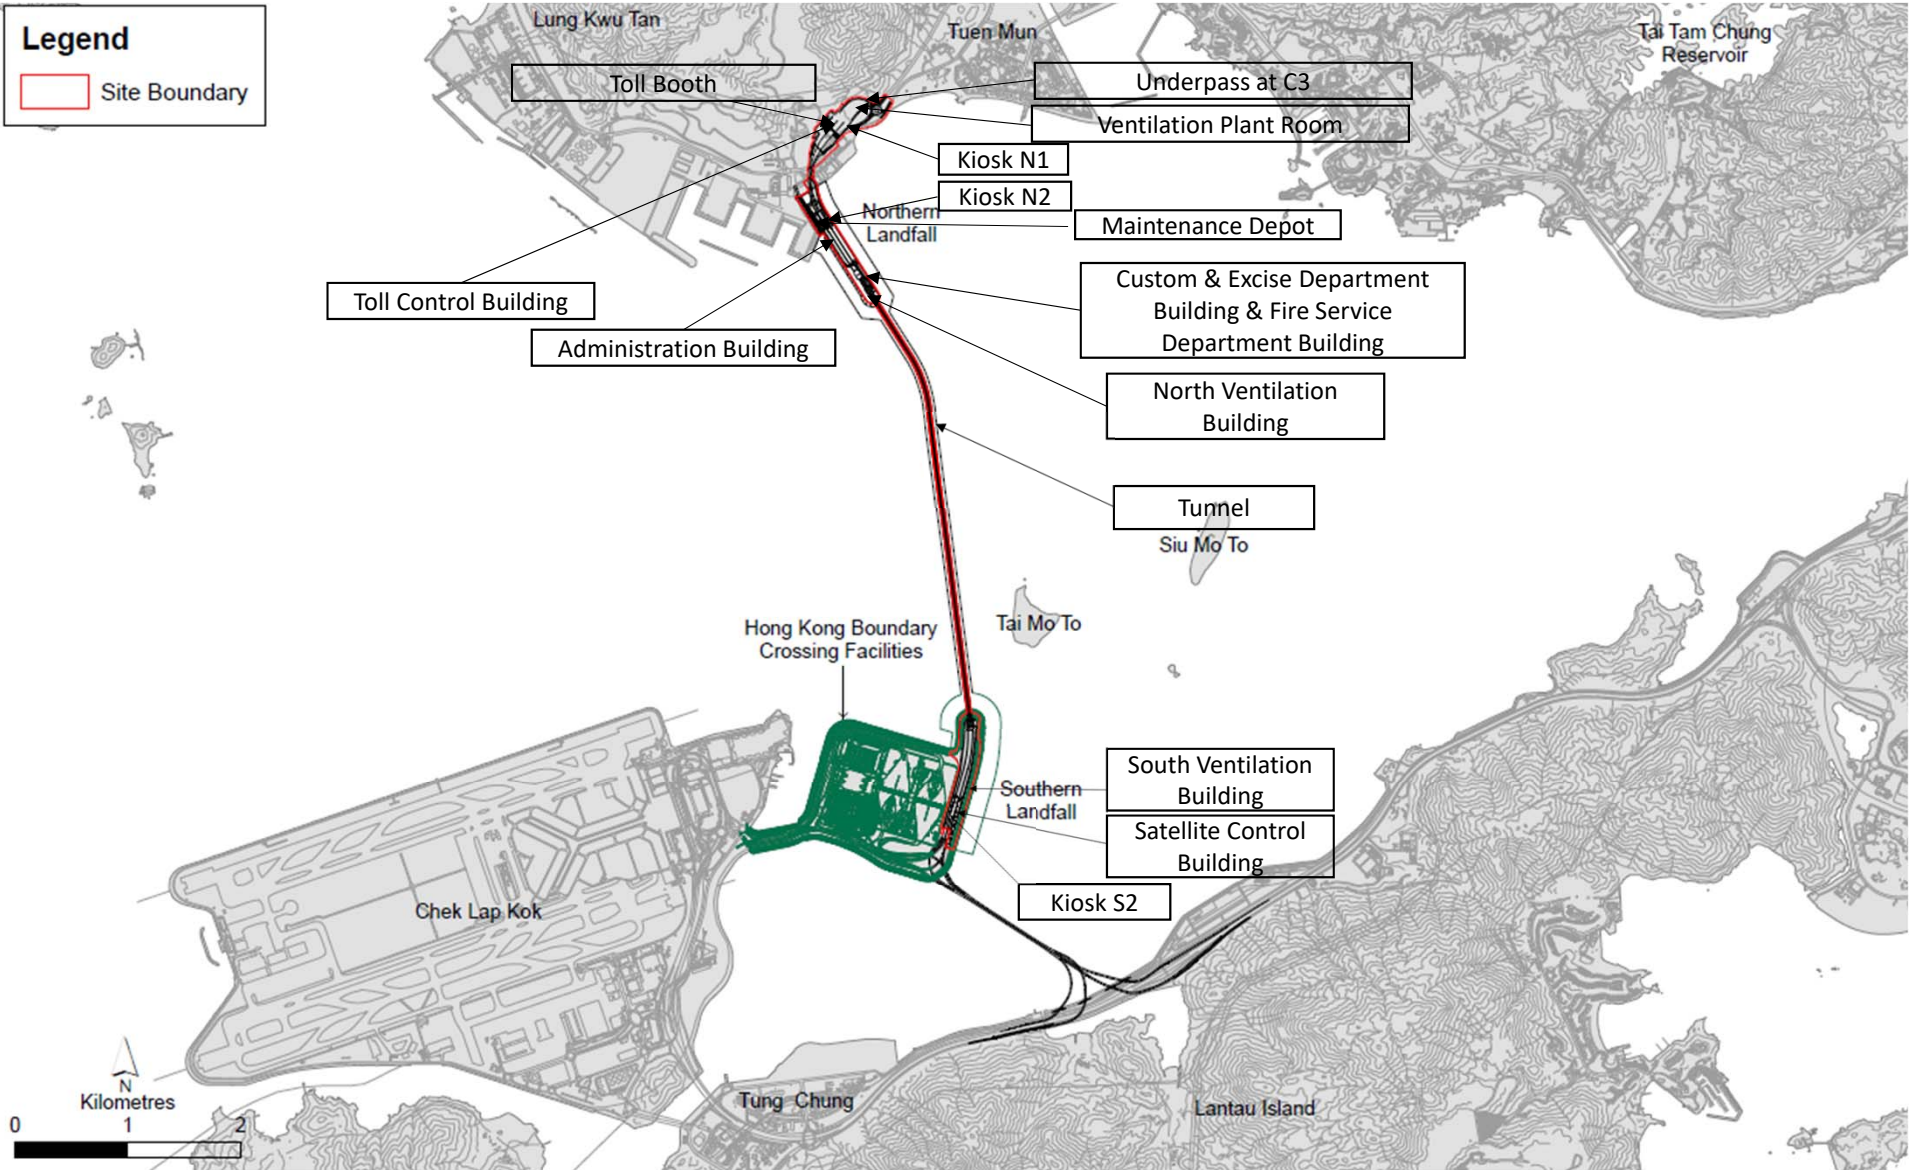 Legend
Site Boundary
Lung Kwu Tan
Tuen Mun
Tai Tam Chung
Reservoir
Toll Booth
Underpass at C3
Ventilation Plant Room
Kiosk N1
Kiosk N2
Northern
Landfall
Maintenance Depot
Toll Control Building
Administration Building
Custom & Excise Department
Building & Fire Service
Department Building
North Ventilation
Building
Tunnel
Siu Mo To
Tai Mo To
Hong Kong Boundary
Crossing Facilities
Southern
Landfall
South Ventilation
Building
Satellite Control
Building
Kiosk S2
Chek Lap Kok
Tung Chung
Lantau Island
N
Kilometres
0 1 2